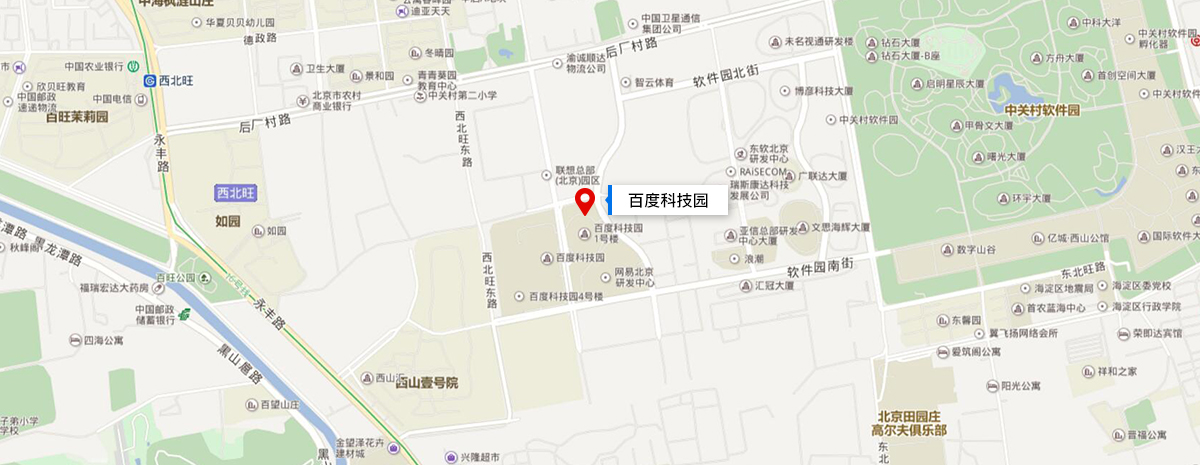 中海枫涟山庄
迪亚天天
华夏贝贝幼儿园
德政路
冬晴园
中国农业银行
西北旺
卫生大厦
景和园
青青葵园
教育中心
欣贝旺教育
中国邮政
速递物流
中国电信
北京市农村
商业银行
中关村第二小学
百旺茉莉园
后厂村路
永丰路
西北旺东路
中国卫星通信
集团公司
后厂村路
渝诚顺达
物流公司
智云体育
软件园北街
未名视通研发楼
钻石大厦
钻石大厦-B座
中科大洋
中关村软件园
孵化器
方舟大厦
首创空间大厦
启明星辰大厦
中关村软件园
中关村软件园
博彦科技大厦
中关村软件园
甲骨文大厦
曙光大厦
汉王大
环宇大厦
东软北京
研发中心
RAiSECOM
瑞斯康达科技
发展公司
广联达大厦
联想总部
(北京)园区
百度科技园
西北旺
如园
如园
百度科技园
1号楼
百度科技园
网易北京
研发中心
百度科技园4号楼
西北旺东路
亚信总部研发
中心大厦
文思海辉大厦
浪潮
软件园南街
汇冠大厦
数字山谷
亿城·西山公馆
国际软件大
东北旺路
海淀区地震局
海淀区委党校
海淀区行政学院
首农蓝海中心
东馨园
翼飞扬网络会所
荣即达宾馆
爱筑阁公寓
阳光公寓
祥和之家
晋福公寓
北京田园庄
高尔夫俱乐部
东北
黑龙潭路
龙潭路
秋峰阁
百旺公园
福瑞宏达大药房
16号线
永丰路
中国邮政
储蓄银行
四海公寓
黑山扈路
百望山庄
西山汇
西山壹号院
子弟小学
学校
金望泽花卉
建材城
黑
兴隆超市